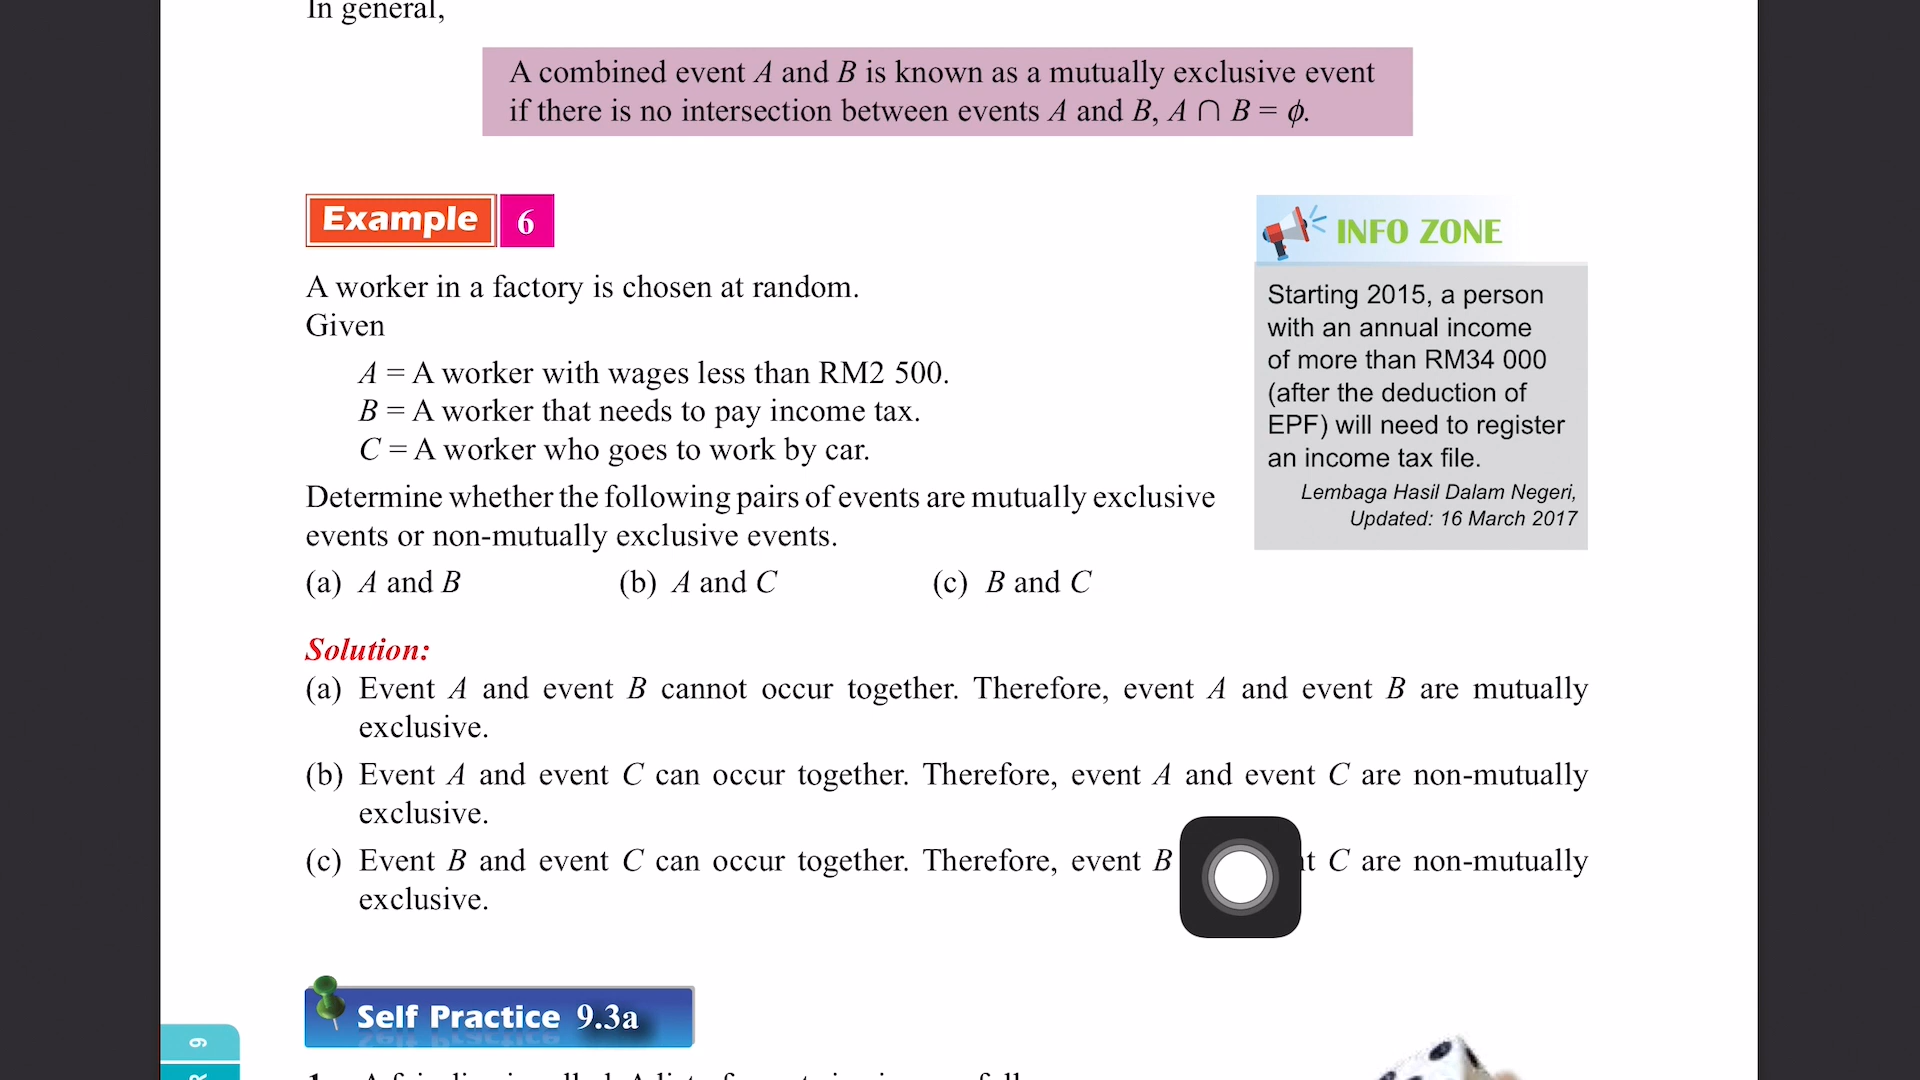 In general,
A combined event A and B is known as a mutually exclusive event
if there is no intersection between events A and B, A ∩ B = ϕ.
Example 6
A worker in a factory is chosen at random.
Given
A = A worker with wages less than RM2 500.
B = A worker that needs to pay income tax.
C = A worker who goes to work by car.
Determine whether the following pairs of events are mutually exclusive
events or non-mutually exclusive events.
(a) A and B (b) A and C (c) B and C
INFO ZONE
Starting 2015, a person
with an annual income
of more than RM34 000
(after the deduction of
EPF) will need to register
an income tax file.
Lembaga Hasil Dalam Negeri,
Updated: 16 March 2017
Solution:
(a) Event A and event B cannot occur together. Therefore, event A and event B are mutually
exclusive.
(b) Event A and event C can occur together. Therefore, event A and event C are non-mutually
exclusive.
(c) Event B and event C can occur together. Therefore, event B C are non-mutually
exclusive.
Self Practice 9.3a
9